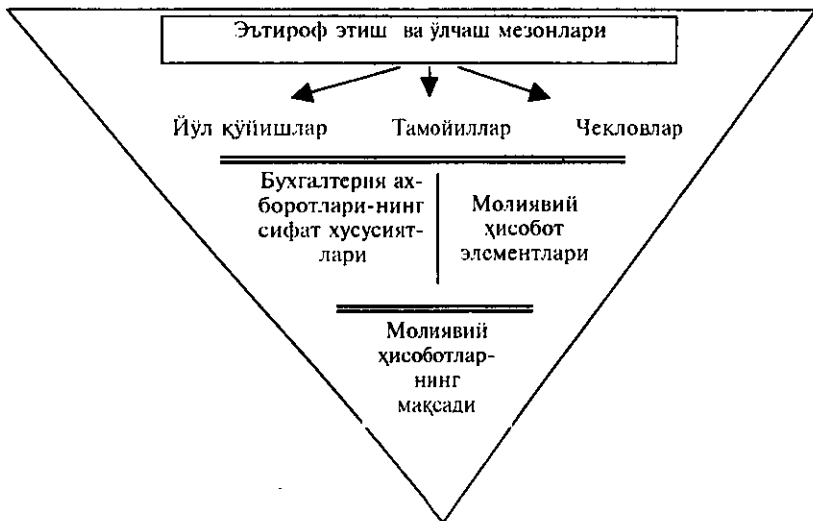 Эътироф этиш ва ўлчаш мезонлари
Йўл қўйишлар Тамойиллар Чекловлар
Бухгалтерия ах-
боротлари-нинг
сифат хусусият-
лари
Молиявий
ҳисобот
элементлари
Молиявий
ҳисоботлар-
нинг
мақсади